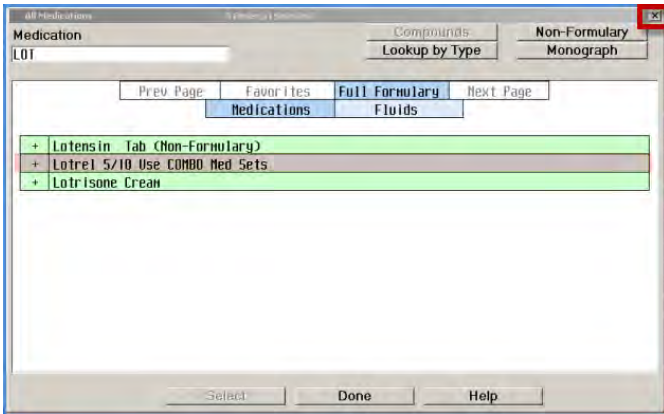 All Medications
Medication
Compounds
Non-Formulary
LOT
Lookup by Type
Monograph
Prev Page
Favorites
Full Formulary
Next Page
Medications
Fluids
+ Lotensin Tab (Non-Formulary)
+ Lotrel 5/10 Use COMBO Med Sets
+ Lotrisone Cream
Select
Done
Help